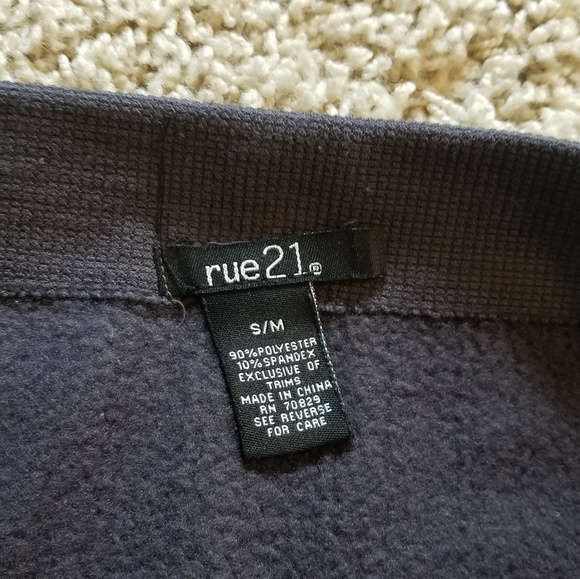 rue21®
S/M
90%POLYESTER
10%SPANDEX
EXCLUSIVE OF
TRIMS
MADE IN CHINA
RN 70829
SEE REVERSE
FOR CARE